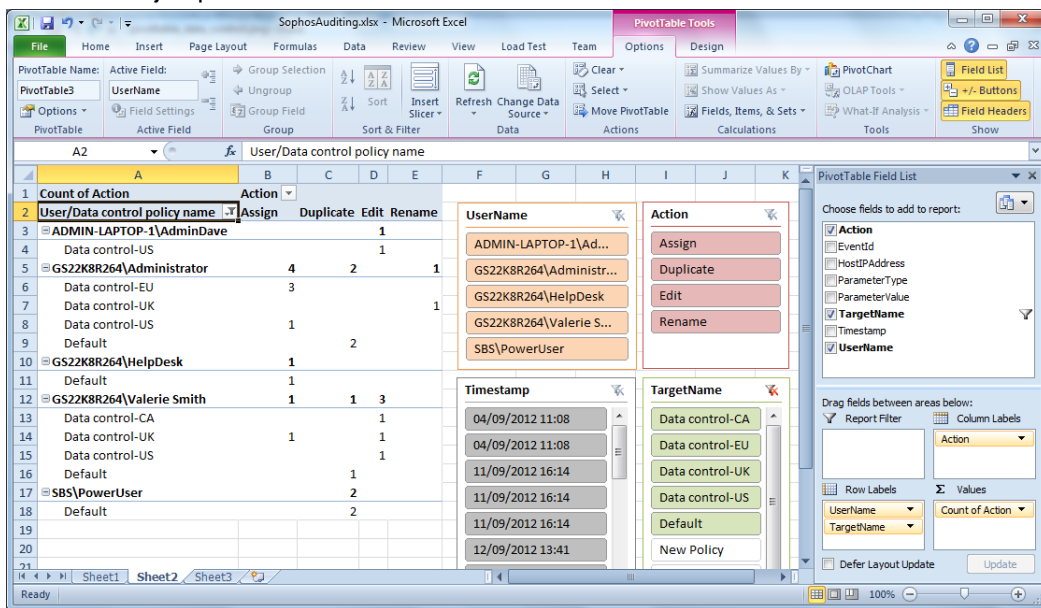 SophosAuditing.xlsx - Microsoft Excel
PivotTable Tools
File Home Insert Page Layout Formulas Data Review View Load Test Team Options Design
PivotTable Name: Active Field: Group Selection Clear Summarize Values By PivotChart Field List
PivotTable3 UserName Ungroup Select Show Values As OLAP Tools +/- Buttons
Options Field Settings Group Field Sort Insert Slicer Refresh Change Data Source Move PivotTable Fields, Items, & Sets What-If Analysis Field Headers
PivotTable Active Field Group Sort & Filter Data Actions Calculations Tools Show
A2 fx User/Data control policy name
A B C D E F G H I J K
1 Count of Action Action
2 User/Data control policy name Assign Duplicate Edit Rename
3 ADMIN-LAPTOP-1\AdminDave 1
4 Data control-US 1
5 GS22K8R264\Administrator 4 2 1
6 Data control-EU 3
7 Data control-UK 1
8 Data control-US 1
9 Default 2
10 GS22K8R264\HelpDesk 1
11 Default 1
12 GS22K8R264\Valerie Smith 1 1 3
13 Data control-CA 1
14 Data control-UK 1 1
15 Data control-US 1
16 Default 1
17 SBS\PowerUser 2
18 Default 2
19
20
21
UserName
ADMIN-LAPTOP-1\Ad...
GS22K8R264\Administr...
GS22K8R264\HelpDesk
GS22K8R264\Valerie S...
SBS\PowerUser
Action
Assign
Duplicate
Edit
Rename
Timestamp
04/09/2012 11:08
04/09/2012 11:08
11/09/2012 16:14
11/09/2012 16:14
11/09/2012 16:14
12/09/2012 13:41
TargetName
Data control-CA
Data control-EU
Data control-UK
Data control-US
Default
New Policy
PivotTable Field List
Choose fields to add to report:
Action
EventId
HostIPAddress
ParameterType
ParameterValue
TargetName
Timestamp
UserName
Drag fields between areas below:
Report Filter Column Labels
Action
Row Labels Σ Values
UserName Count of Action
TargetName
Defer Layout Update Update
Sheet1 Sheet2 Sheet3
Ready 100%